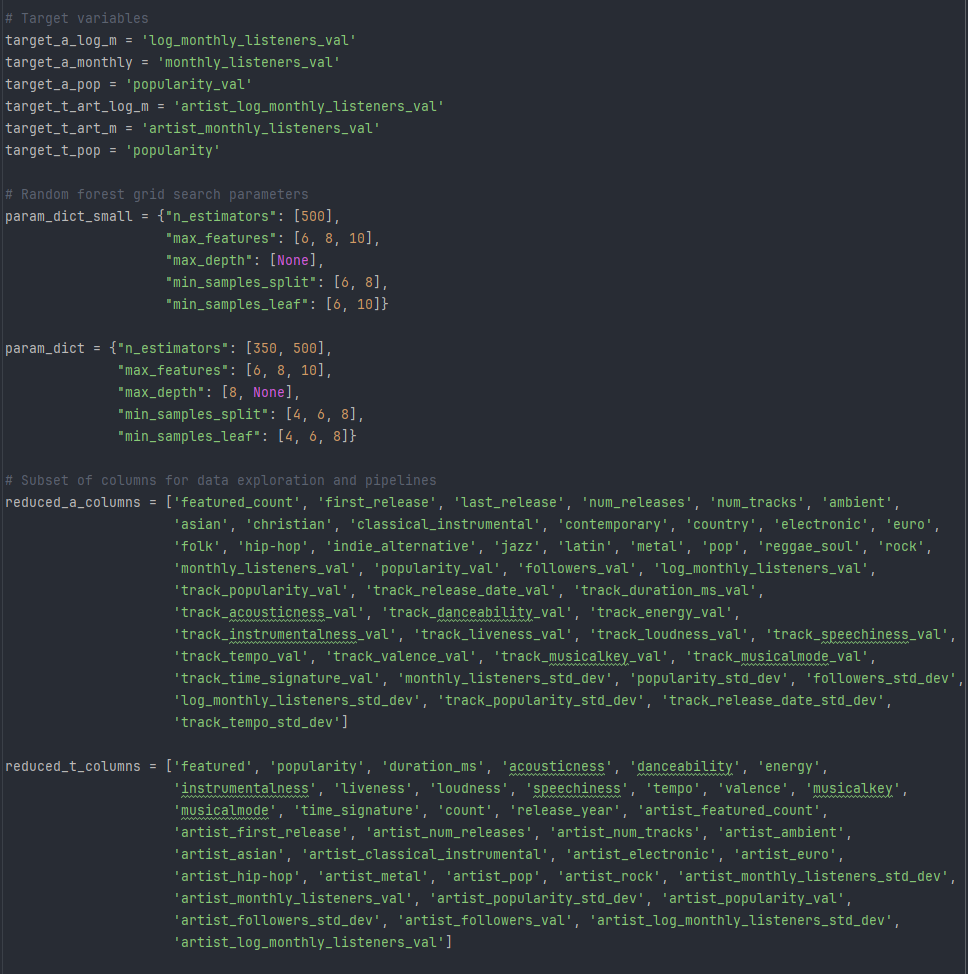 # Target variables
target_a_log_m = 'log_monthly_listeners_val'
target_a_monthly = 'monthly_listeners_val'
target_a_pop = 'popularity_val'
target_t_art_log_m = 'artist_log_monthly_listeners_val'
target_t_art_m = 'artist_monthly_listeners_val'
target_t_pop = 'popularity'

# Random forest grid search parameters
param_dict_small = {"n_estimators": [500],
                    "max_features": [6, 8, 10],
                    "max_depth": [None],
                    "min_samples_split": [6, 8],
                    "min_samples_leaf": [6, 10]}

param_dict = {"n_estimators": [350, 500],
              "max_features": [6, 8, 10],
              "max_depth": [8, None],
              "min_samples_split": [4, 6, 8],
              "min_samples_leaf": [4, 6, 8]}

# Subset of columns for data exploration and pipelines
reduced_a_columns = ['featured_count', 'first_release', 'last_release', 'num_releases', 'num_tracks', 'ambient',
                     'asian', 'christian', 'classical_instrumental', 'contemporary', 'country', 'electronic', 'euro',
                     'folk', 'hip-hop', 'indie_alternative', 'jazz', 'latin', 'metal', 'pop', 'reggae_soul', 'rock',
                     'monthly_listeners_val', 'popularity_val', 'followers_val', 'log_monthly_listeners_val',
                     'track_popularity_val', 'track_release_date_val', 'track_duration_ms_val',
                     'track_acousticness_val', 'track_danceability_val', 'track_energy_val',
                     'track_instrumentalness_val', 'track_liveness_val', 'track_loudness_val', 'track_speechiness_val',
                     'track_tempo_val', 'track_valence_val', 'track_musicalkey_val', 'track_musicalmode_val',
                     'track_time_signature_val', 'monthly_listeners_std_dev', 'popularity_std_dev', 'followers_std_dev',
                     'log_monthly_listeners_std_dev', 'track_popularity_std_dev', 'track_release_date_std_dev',
                     'track_tempo_std_dev']

reduced_t_columns = ['featured', 'popularity', 'duration_ms', 'acousticness', 'danceability', 'energy',
                     'instrumentalness', 'liveness', 'loudness', 'speechiness', 'tempo', 'valence', 'musicalkey',
                     'musicalmode', 'time_signature', 'count', 'release_year', 'artist_featured_count',
                     'artist_first_release', 'artist_num_releases', 'artist_num_tracks', 'artist_ambient',
                     'artist_asian', 'artist_classical_instrumental', 'artist_electronic', 'artist_euro',
                     'artist_hip-hop', 'artist_metal', 'artist_pop', 'artist_rock', 'artist_monthly_listeners_std_dev',
                     'artist_monthly_listeners_val', 'artist_popularity_std_dev', 'artist_popularity_val',
                     'artist_followers_std_dev', 'artist_followers_val', 'artist_log_monthly_listeners_std_dev',
                     'artist_log_monthly_listeners_val']